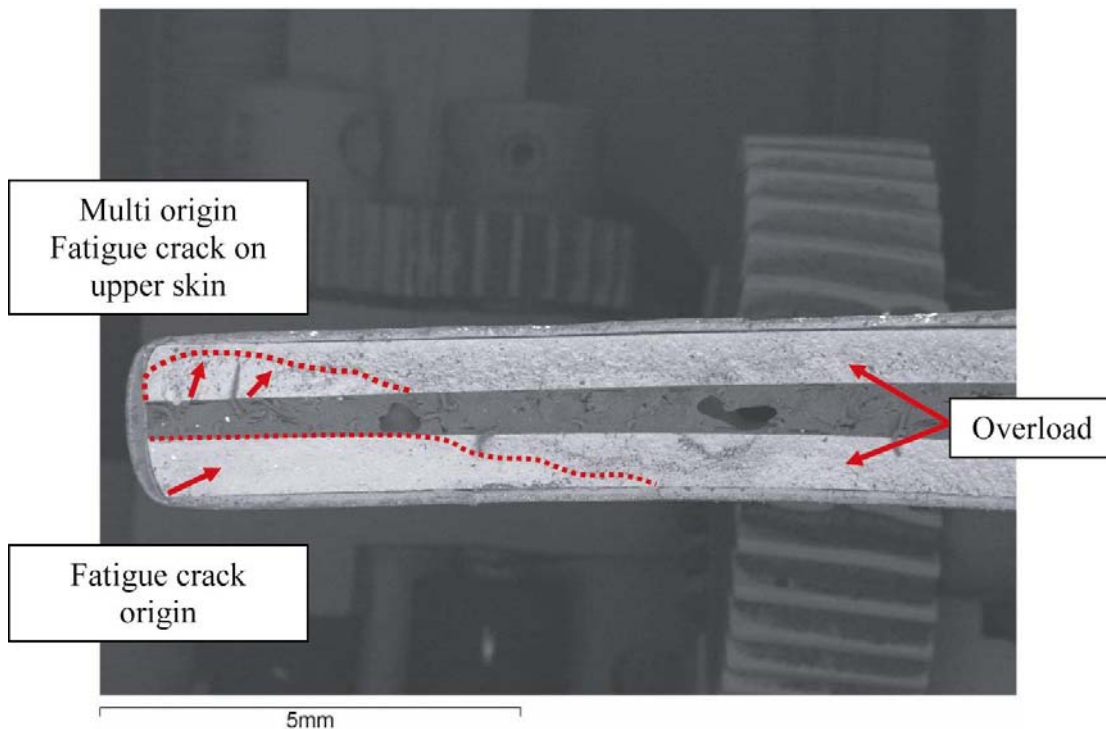 Multi origin
Fatigue crack on
upper skin
Overload
Fatigue crack
origin
5mm